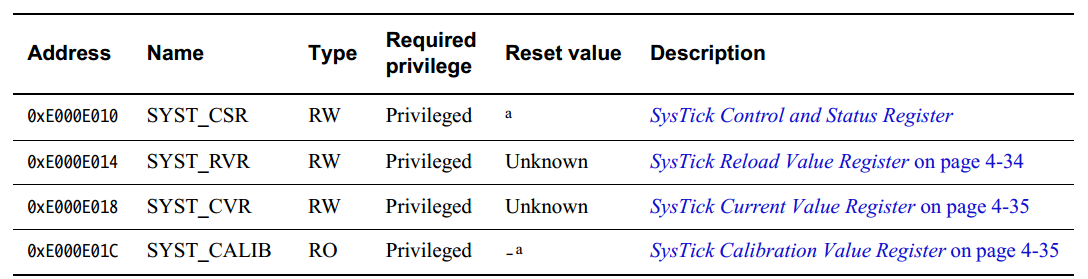 Address Name Type Required privilege Reset value Description
0xE000E010 SYST_CSR RW Privileged a SysTick Control and Status Register
0xE000E014 SYST_RVR RW Privileged Unknown SysTick Reload Value Register on page 4-34
0xE000E018 SYST_CVR RW Privileged Unknown SysTick Current Value Register on page 4-35
0xE000E01C SYST_CALIB RO Privileged -a SysTick Calibration Value Register on page 4-35